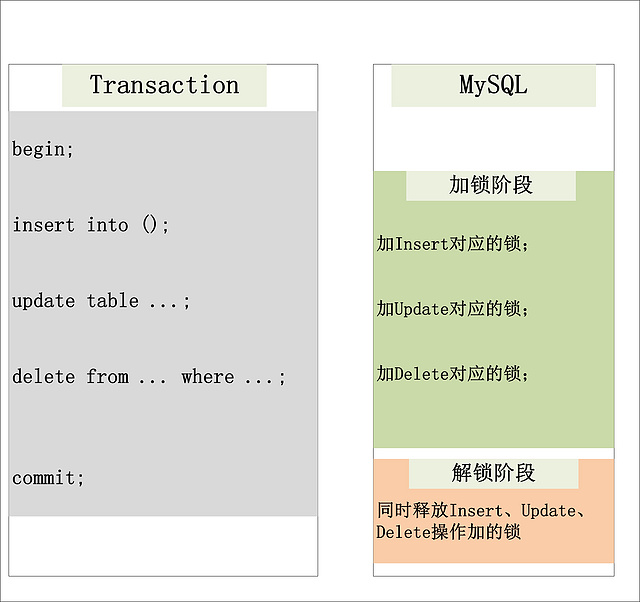 Transaction
begin;
insert into ();
update table ...;
delete from ... where ...;
commit;
MySQL
加锁阶段
加Insert对应的锁;
加Update对应的锁;
加Delete对应的锁;
解锁阶段
同时释放Insert、Update、
Delete操作加的锁